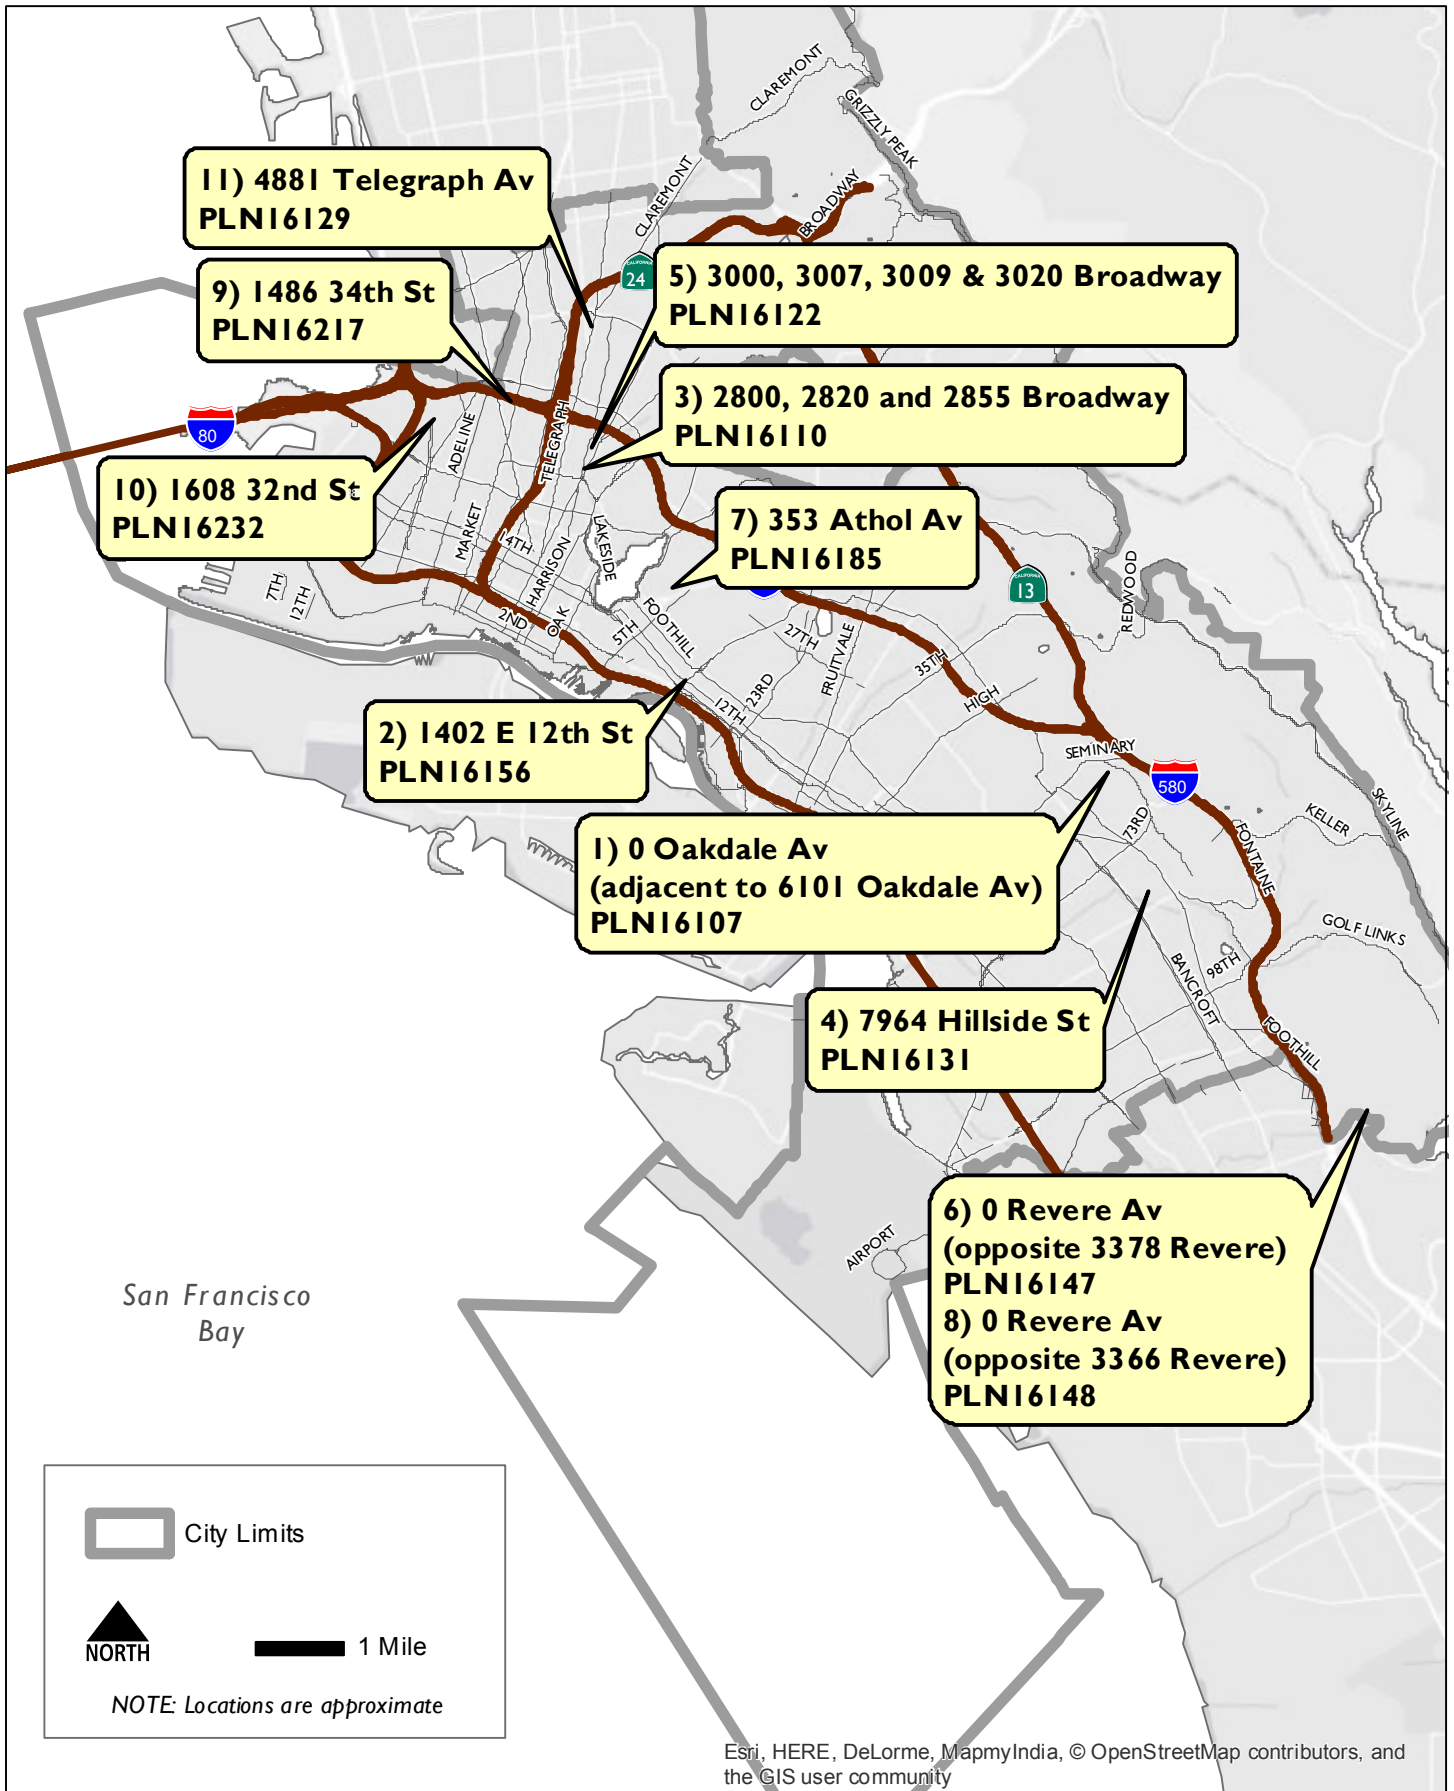 CLAREMONT
GRIZZLY PEAK
11) 4881 Telegraph Av
PLN16129
CLAREMONT
BROADWAY
9) 1486 34th St
PLN16217
CALIFORNIA
24
5) 3000, 3007, 3009 & 3020 Broadway
PLN16122
3) 2800, 2820 and 2855 Broadway
PLN16110
80
ADELINE
TELEGRAPH
10) 1608 32nd St
PLN16232
MARKET
14TH
HARRISON
LAKESIDE
7) 353 Athol Av
PLN16185
CALIFORNIA
13
REDWOOD
7TH
12TH
2ND
OAK
5TH
FOOTHILL
27TH
FRUITVALE
35TH
HIGH
23RD
12TH
2) 1402 E 12th St
PLN16156
SEMINARY
580
SKYLINE
KELLER
73RD
FONTAINE
1) 0 Oakdale Av
(adjacent to 6101 Oakdale Av)
PLN16107
GOLF LINKS
98TH
BANCROFT
4) 7964 Hillside St
PLN16131
FOOTHILL
6) 0 Revere Av
(opposite 3378 Revere)
PLN16147
8) 0 Revere Av
(opposite 3366 Revere)
PLN16148
AIRPORT
San Francisco
Bay
City Limits
NORTH
1 Mile
NOTE: Locations are approximate
Esri, HERE, DeLorme, MapmyIndia, © OpenStreetMap contributors, and
the GIS user community